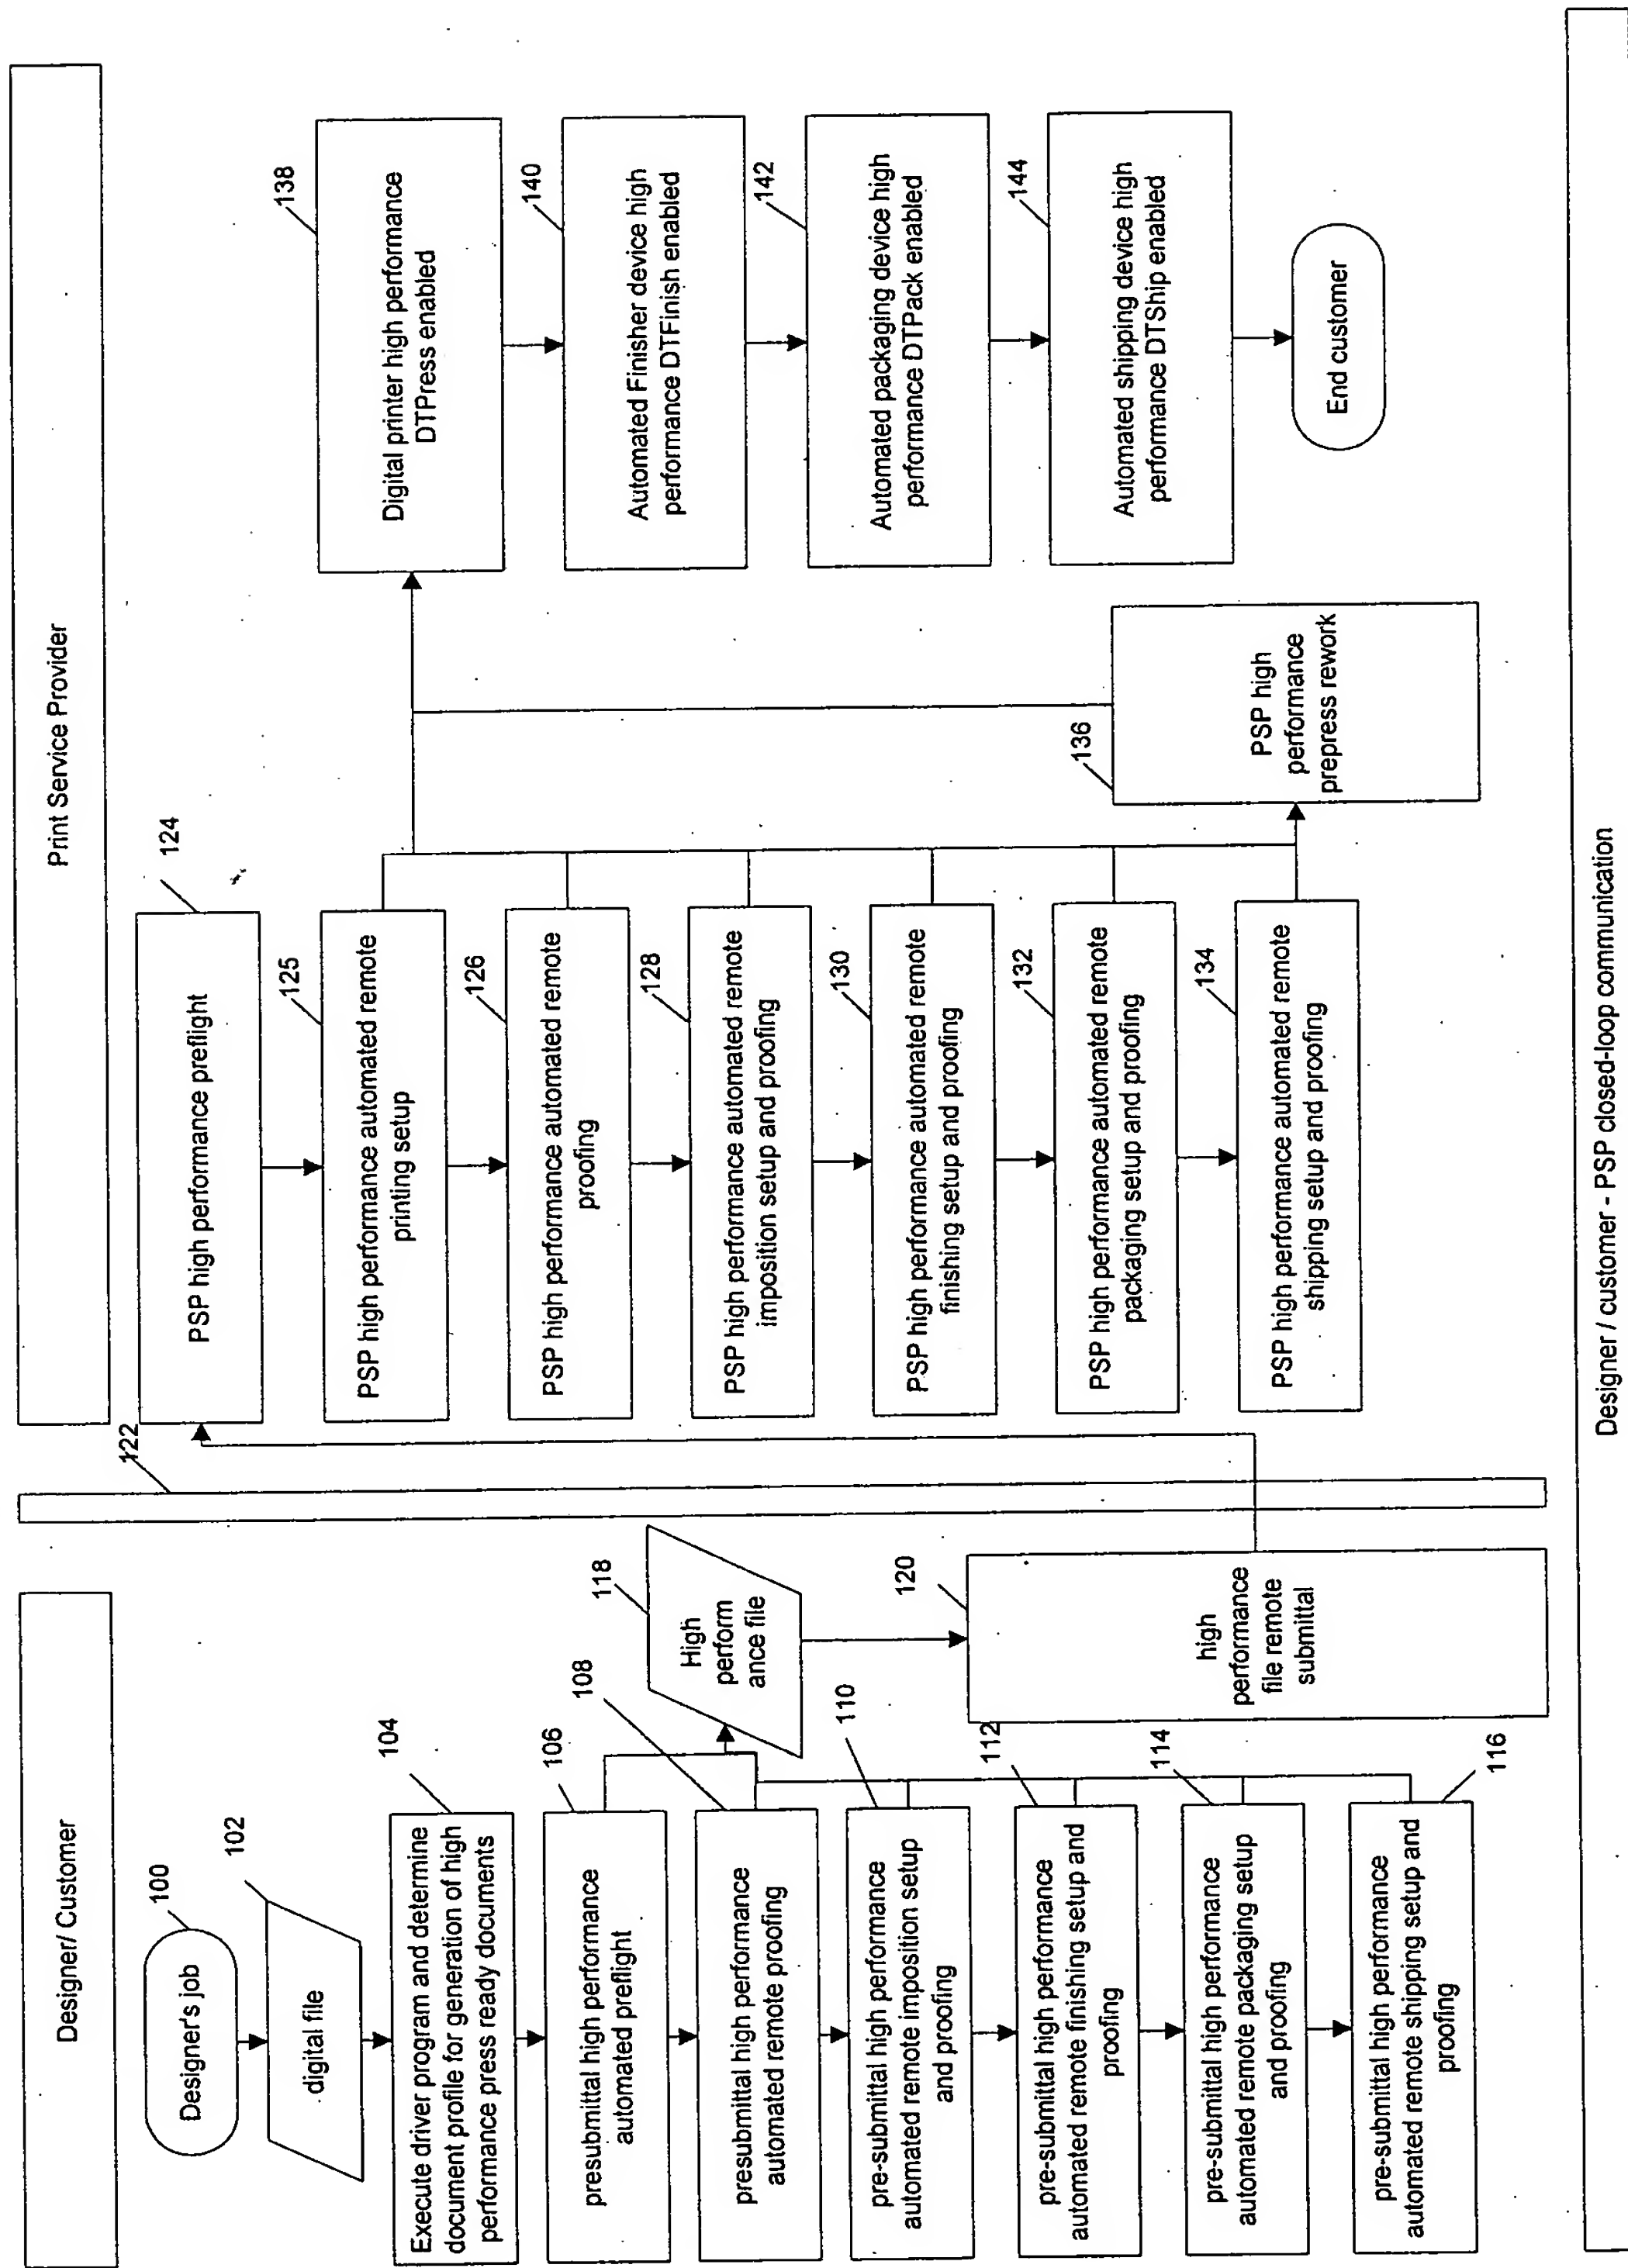 Designer/ Customer
Designer's job
100
digital file
102
Execute driver program and determine
document profile for generation of high
performance press ready documents
104
presubmittal high performance
automated preflight
106
presubmittal high performance
automated remote proofing
108
pre-submittal high performance
automated remote imposition setup
and proofing
110
pre-submittal high performance
automated remote finishing setup and
proofing
112
pre-submittal high performance
automated remote packaging setup
and proofing
114
pre-submittal high performance
automated remote shipping setup and
proofing
116
118
High
perform
ance file
120
high
performance
file remote
submittal
122
Print Service Provider
124
PSP high performance preflight
125
PSP high performance automated remote
printing setup
126
PSP high performance automated remote
proofing
128
PSP high performance automated remote
imposition setup and proofing
130
PSP high performance automated remote
finishing setup and proofing
132
PSP high performance automated remote
packaging setup and proofing
134
PSP high performance automated remote
shipping setup and proofing
136
PSP high
performance
prepress rework
138
Digital printer high performance
DTPress enabled
140
Automated Finisher device high
performance DTFinish enabled
142
Automated packaging device high
performance DTPack enabled
144
Automated shipping device high
performance DTShip enabled
End customer
Designer / customer - PSP closed-loop communication